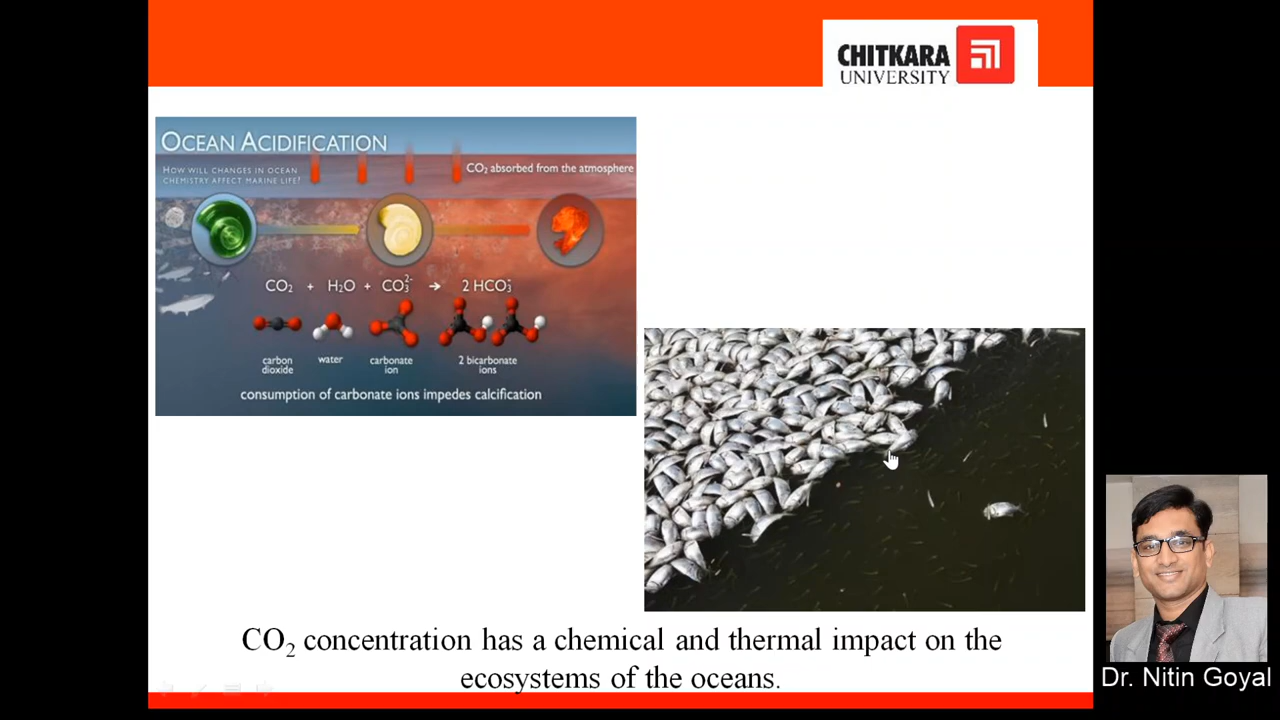 CHITKARA
UNIVERSITY
OCEAN ACIDIFICATION
HOW WILL CHANGES IN OCEAN
CHEMISTRY AFFECT MARINE LIFE?
CO₂ absorbed from the atmosphere
CO₂ + H₂O + CO₃²⁻ → 2 HCO₃⁻
carbon
dioxide
water
carbonate
ion
2 bicarbonate
ions
consumption of carbonate ions impedes calcification
CO₂ concentration has a chemical and thermal impact on the
ecosystems of the oceans.
Dr. Nitin Goyal